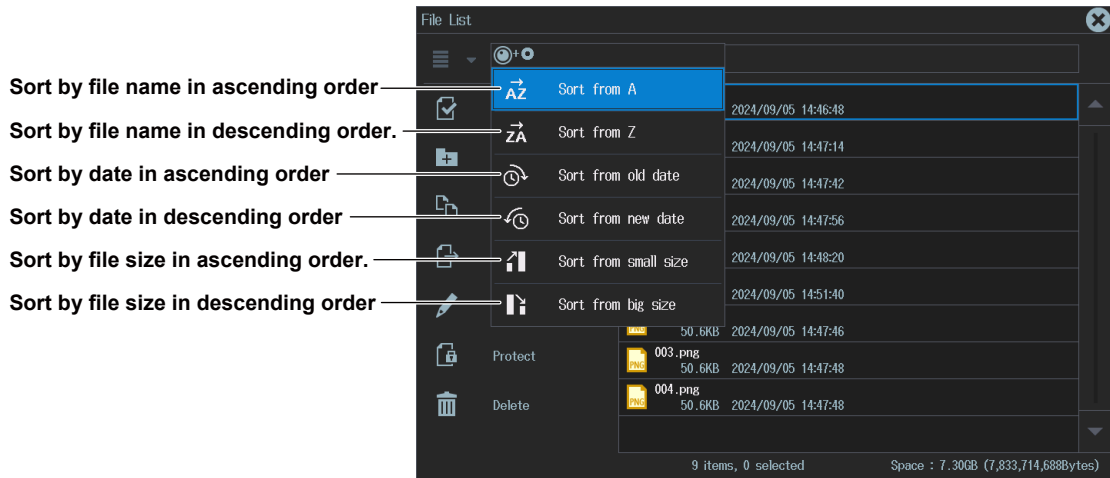 File List
Sort by file name in ascending order
AZ Sort from A
2024/09/05 14:46:48
Sort by file name in descending order.
ZA Sort from Z
2024/09/05 14:47:14
Sort by date in ascending order
Sort from old date
2024/09/05 14:47:42
Sort by date in descending order
Sort from new date
2024/09/05 14:47:56
Sort by file size in ascending order.
Sort from small size
2024/09/05 14:48:20
Sort by file size in descending order
Sort from big size
2024/09/05 14:51:40
PNG 50.6KB 2024/09/05 14:47:46
Protect
003.png
PNG 50.6KB 2024/09/05 14:47:48
Delete
004.png
PNG 50.6KB 2024/09/05 14:47:48
9 items, 0 selected
Space : 7.30GB (7,833,714,688Bytes)